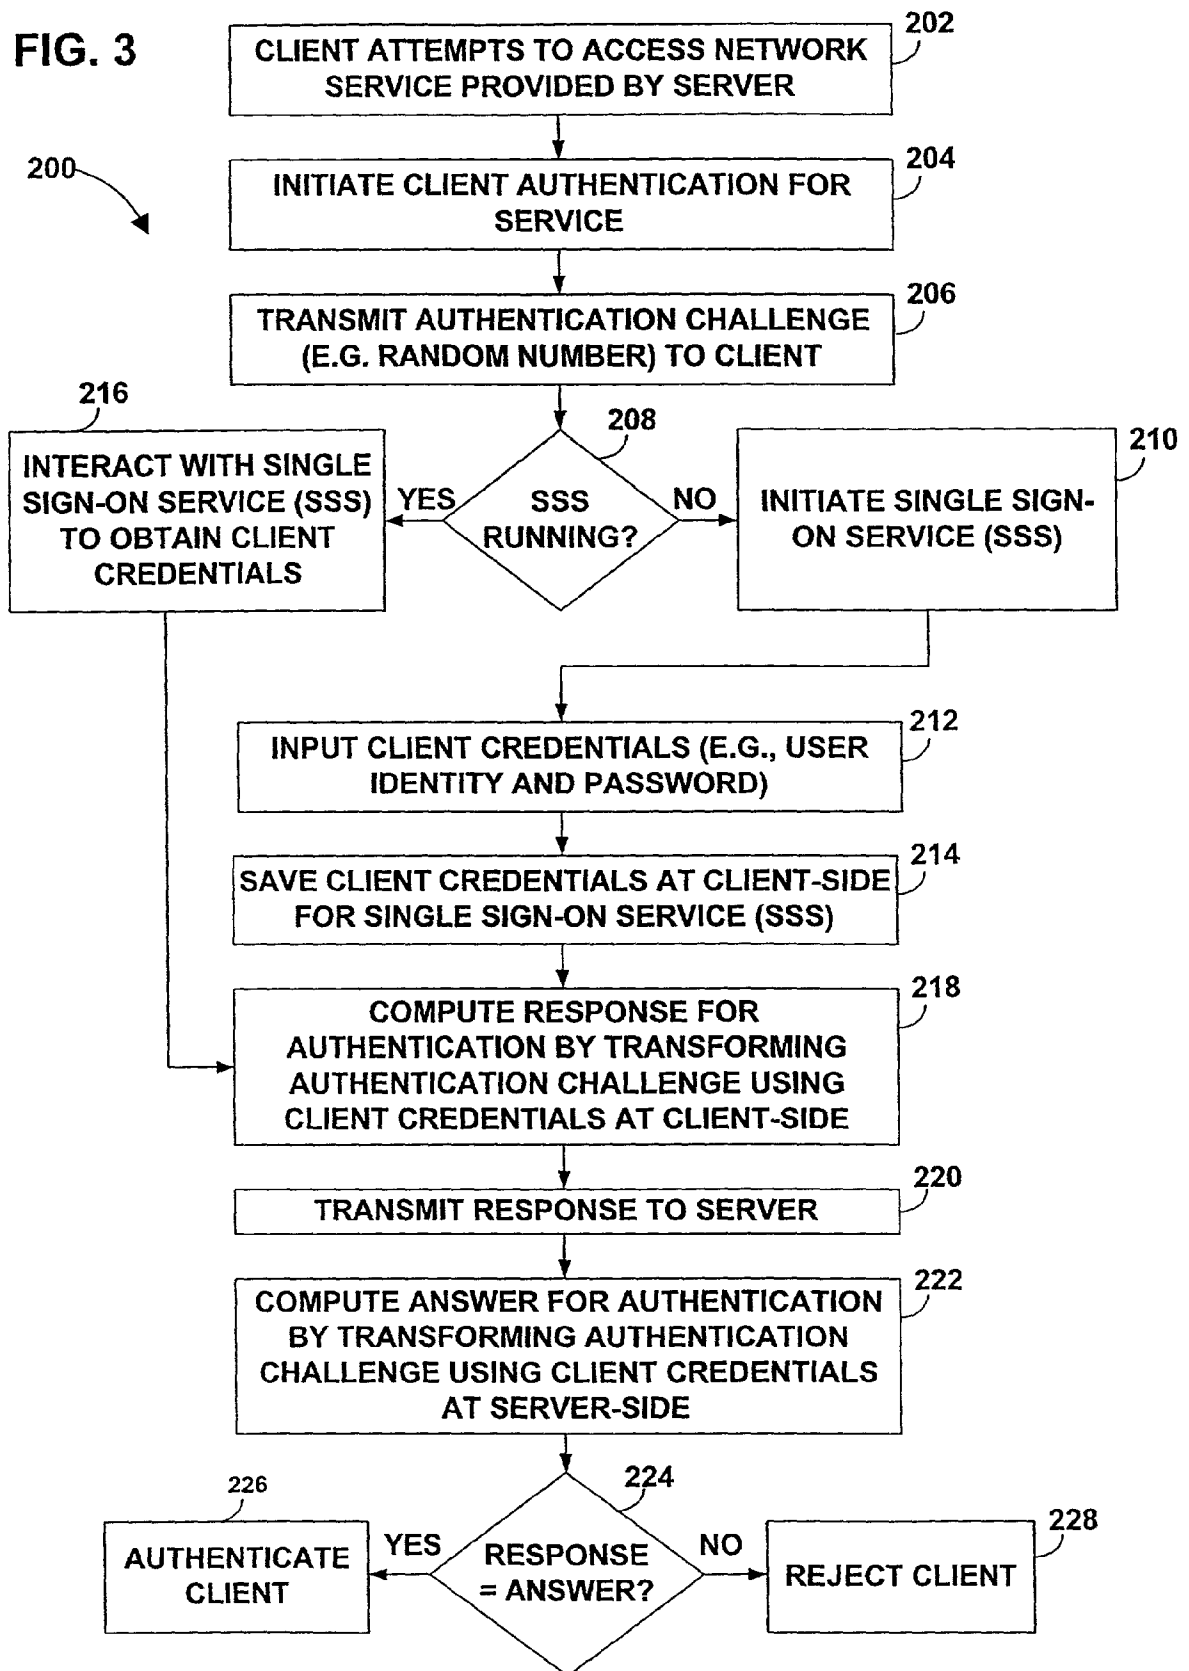 FIG. 3
202
CLIENT ATTEMPTS TO ACCESS NETWORK
SERVICE PROVIDED BY SERVER
200
204
INITIATE CLIENT AUTHENTICATION FOR
SERVICE
206
TRANSMIT AUTHENTICATION CHALLENGE
(E.G. RANDOM NUMBER) TO CLIENT
216
INTERACT WITH SINGLE
SIGN-ON SERVICE (SSS)
TO OBTAIN CLIENT
CREDENTIALS
YES
208
SSS
RUNNING?
NO
210
INITIATE SINGLE SIGN-
ON SERVICE (SSS)
212
INPUT CLIENT CREDENTIALS (E.G., USER
IDENTITY AND PASSWORD)
214
SAVE CLIENT CREDENTIALS AT CLIENT-SIDE
FOR SINGLE SIGN-ON SERVICE (SSS)
218
COMPUTE RESPONSE FOR
AUTHENTICATION BY TRANSFORMING
AUTHENTICATION CHALLENGE USING
CLIENT CREDENTIALS AT CLIENT-SIDE
220
TRANSMIT RESPONSE TO SERVER
222
COMPUTE ANSWER FOR AUTHENTICATION
BY TRANSFORMING AUTHENTICATION
CHALLENGE USING CLIENT CREDENTIALS
AT SERVER-SIDE
226
AUTHENTICATE
CLIENT
YES
224
RESPONSE
= ANSWER?
NO
228
REJECT CLIENT